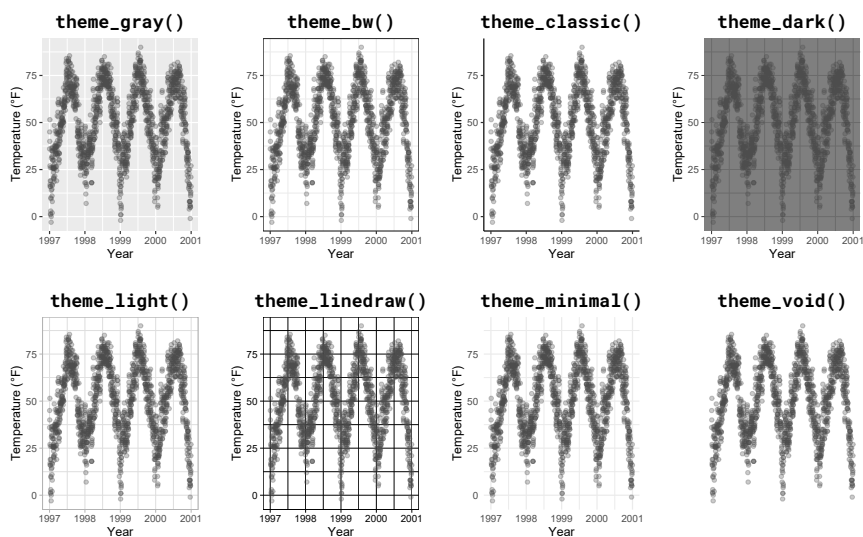 theme_gray() theme_bw() theme_classic() theme_dark()
75
50
25
0
Temperature (°F)
1997 1998 1999 2000 2001
Year
75
50
25
0
Temperature (°F)
1997 1998 1999 2000 2001
Year
75
50
25
0
Temperature (°F)
1997 1998 1999 2000 2001
Year
75
50
25
0
Temperature (°F)
1997 1998 1999 2000 2001
Year
theme_light() theme_linedraw() theme_minimal() theme_void()
75
50
25
0
Temperature (°F)
1997 1998 1999 2000 2001
Year
75
50
25
0
Temperature (°F)
1997 1998 1999 2000 2001
Year
75
50
25
0
Temperature (°F)
1997 1998 1999 2000 2001
Year